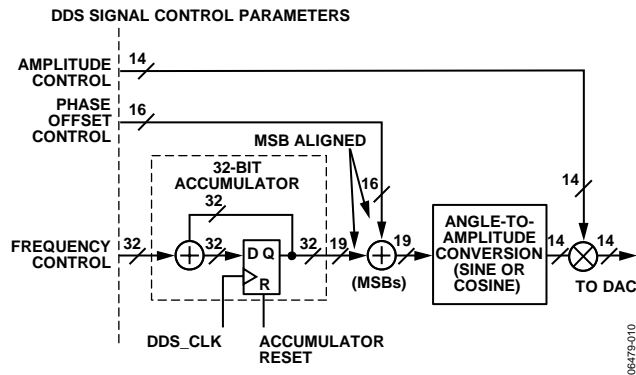 DDS SIGNAL CONTROL PARAMETERS
AMPLITUDE
CONTROL
14
PHASE
OFFSET
CONTROL
16
MSB ALIGNED
32-BIT
ACCUMULATOR
32
16
14
FREQUENCY
CONTROL
32
32
D Q
R
32
19
19
(MSBs)
ANGLE-TO-
AMPLITUDE
CONVERSION
(SINE OR
COSINE)
14
14
TO DAC
DDS_CLK
ACCUMULATOR
RESET
06479-010